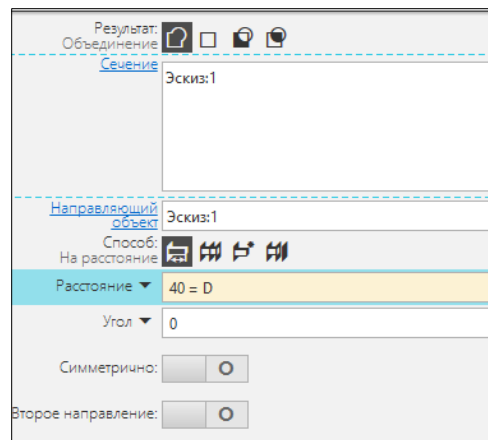 Результат:
Объединение
Сечение
Эскиз:1
Направляющий
объект
Эскиз:1
Способ:
На расстояние
Расстояние
40 = D
Угол
0
Симметрично:
Второе направление: